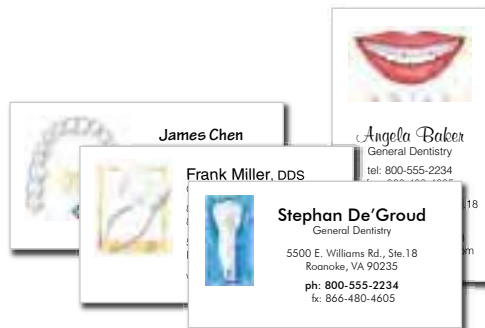 James Chen
Frank Miller, DDS
Angela Baker
General Dentistry
tel: 800-555-2234
Stephan De'Groud
General Dentistry
5500 E. Williams Rd., Ste.18
Roanoke, VA 90235
ph: 800-555-2234
fx: 866-480-4605